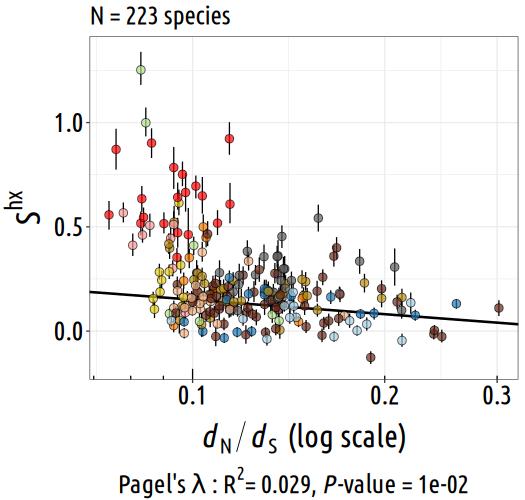 N = 223 species
1.0
0.5
0.0
S^hx
0.1 0.2 0.3
d_N/d_S (log scale)
Pagel's λ : R²= 0.029, P-value = 1e-02